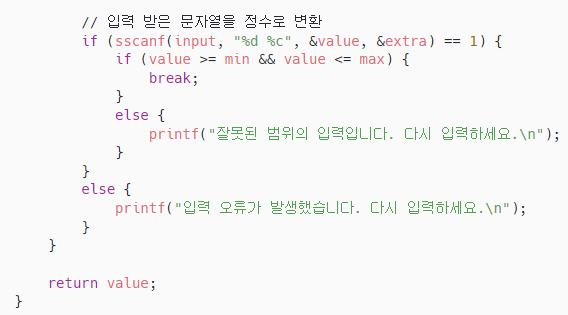 // 입력 받은 문자열을 정수로 변환
if (sscanf(input, "%d %c", &value, &extra) == 1) {
if (value >= min && value <= max) {
break;
}
else {
printf("잘못된 범위의 입력입니다. 다시 입력하세요.\n");
}
}
else {
printf("입력 오류가 발생했습니다. 다시 입력하세요.\n");
}
}
return value;
}